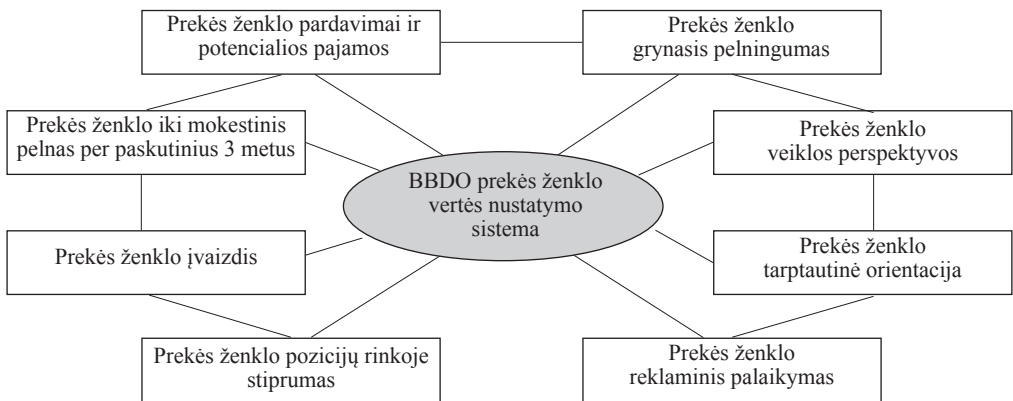 Prekės ženklo pardavimai ir
potencialios pajamos
Prekės ženklo
grynasis pelningumas
Prekės ženklo iki mokestinis
pelnas per paskutinius 3 metus
Prekės ženklo
veiklos perspektyvos
BBDO prekės ženklo
vertės nustatymo
sistema
Prekės ženklo įvaizdis
Prekės ženklo
tarptautinė orientacija
Prekės ženklo pozicijų rinkoje
stiprumas
Prekės ženklo
reklaminis palaikymas